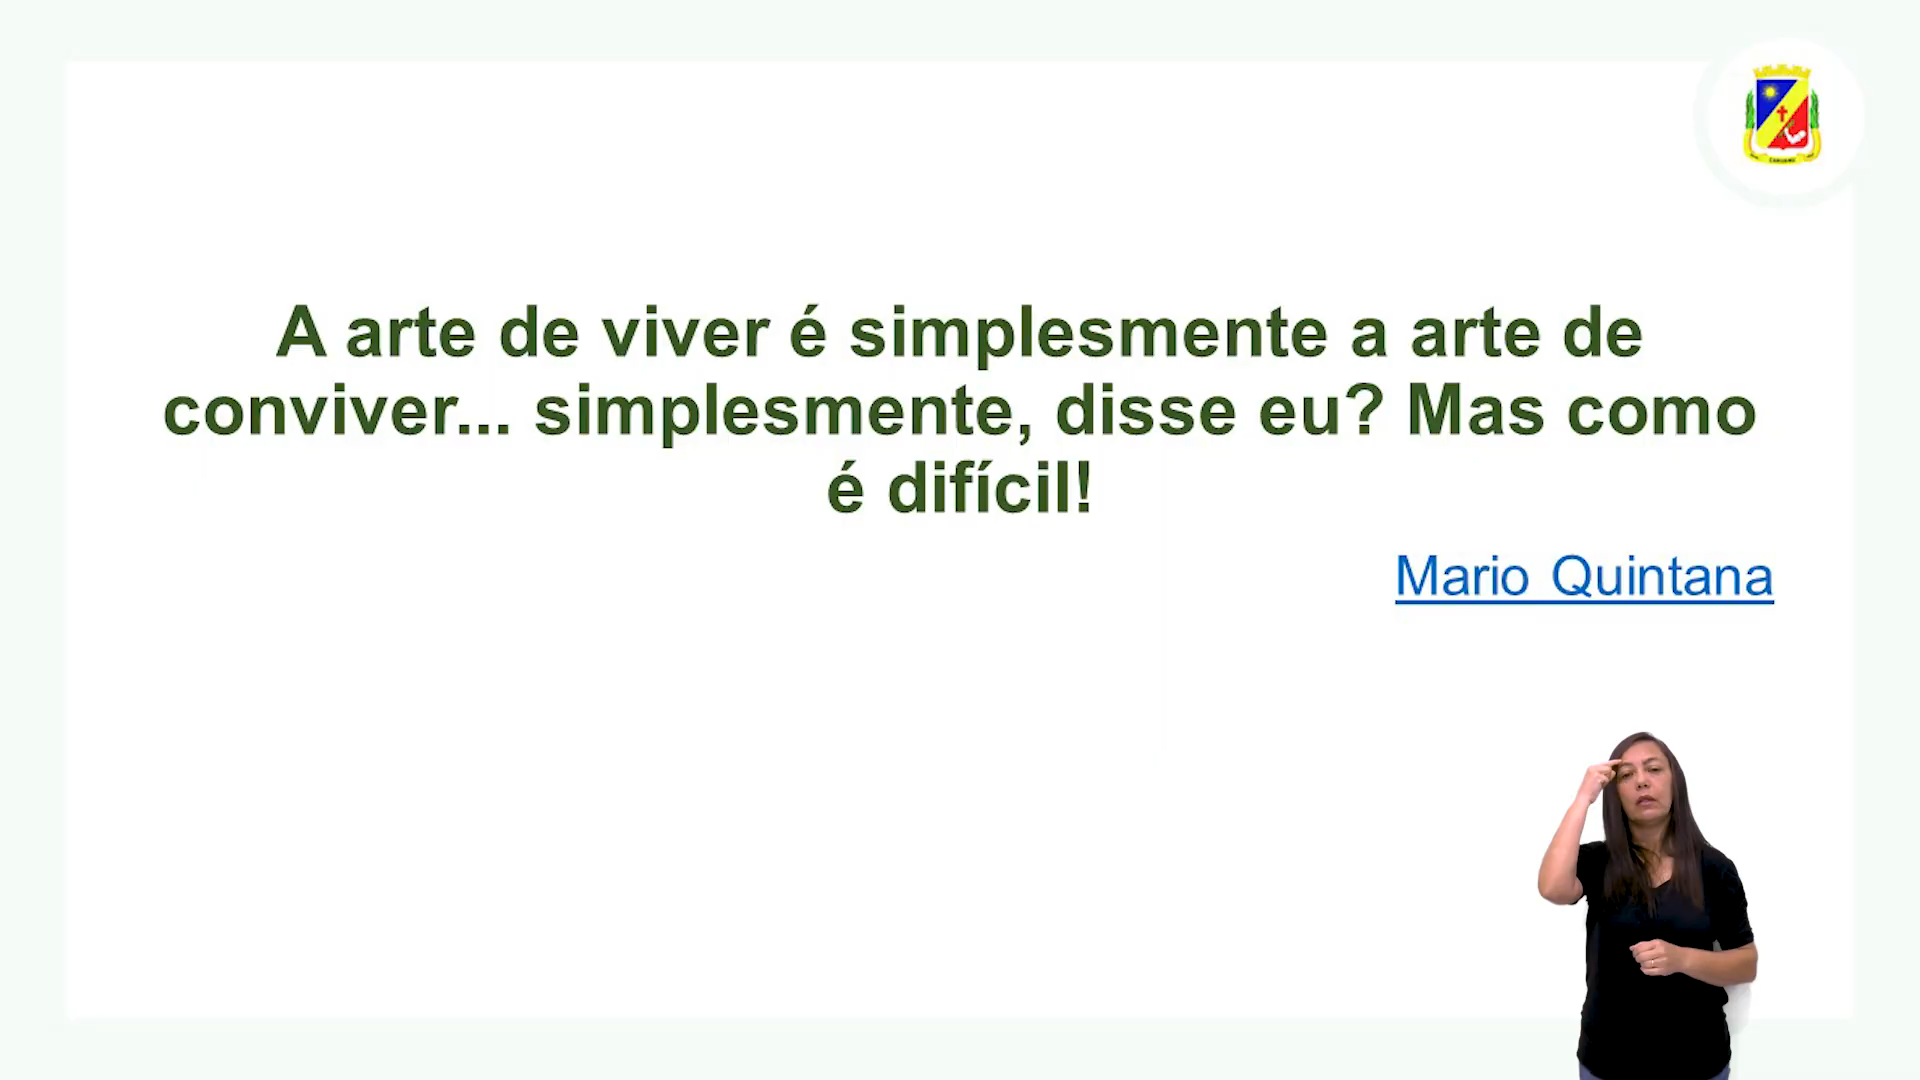 A arte de viver é simplesmente a arte de
conviver... simplesmente, disse eu? Mas como
é difícil!
Mario Quintana